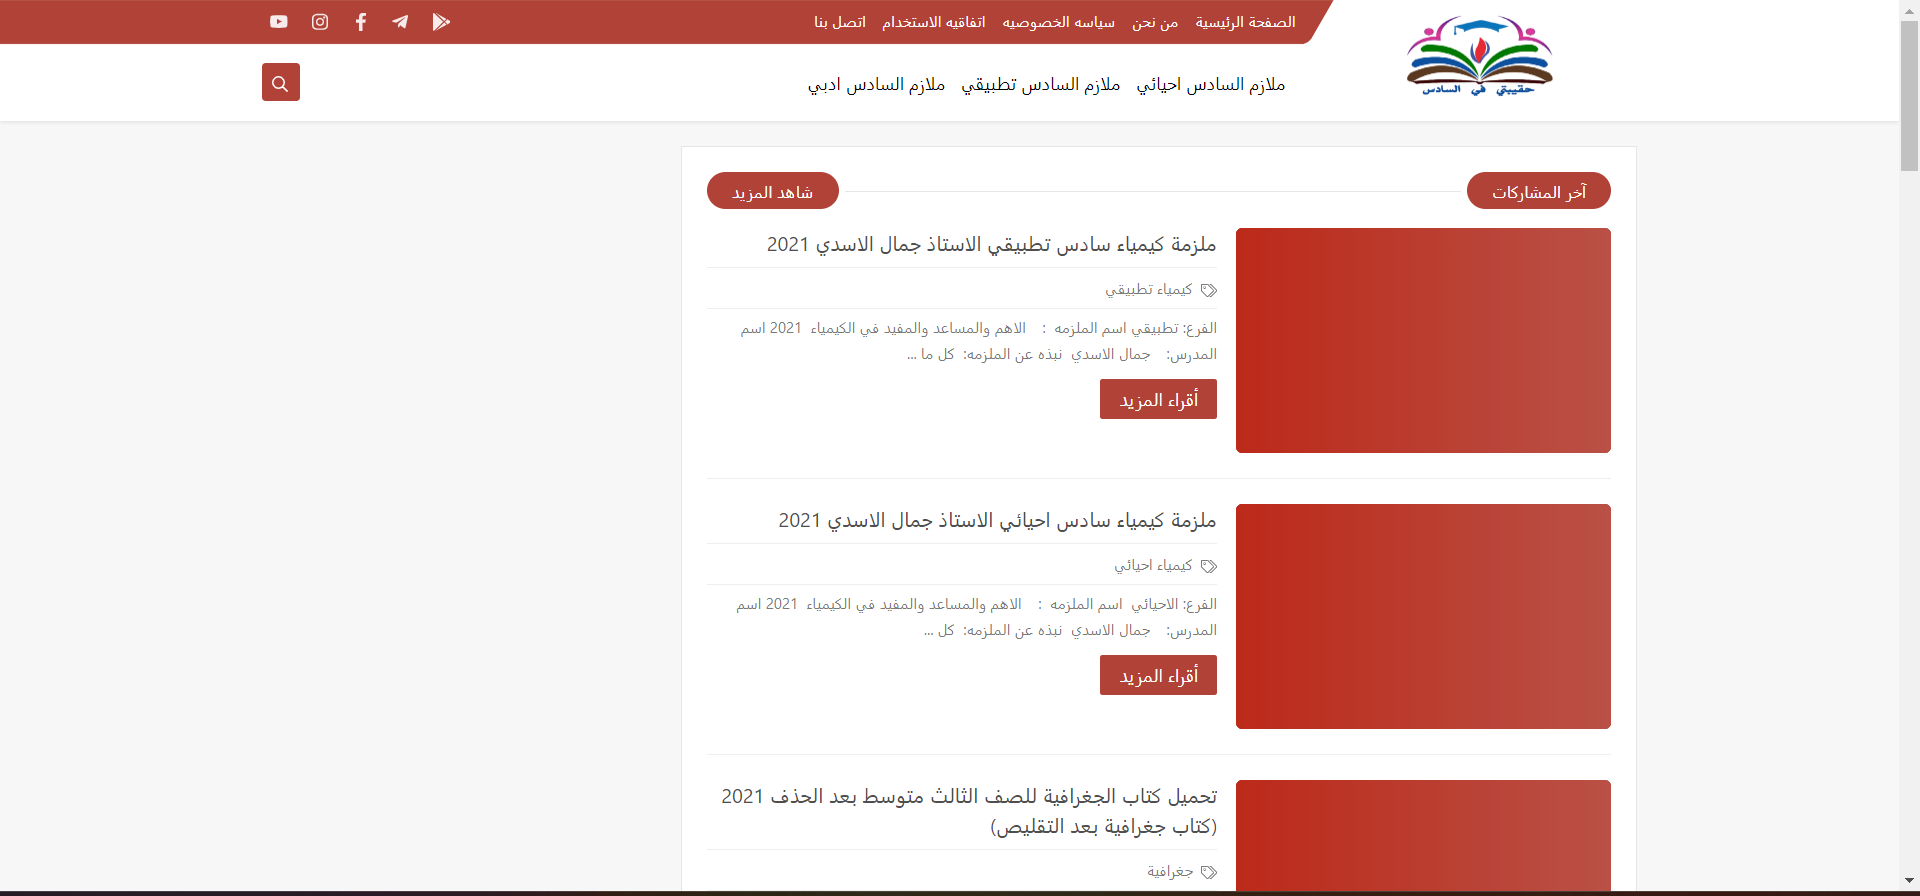 الصفحة الرئيسية
من نحن
سياسه الخصوصيه
اتفاقيه الاستخدام
اتصل بنا
حقيبتي في السادس
ملازم السادس احيائي
ملازم السادس تطبيقي
ملازم السادس ادبي
آخر المشاركات
شاهد المزيد
ملزمة كيمياء سادس تطبيقي الاستاذ جمال الاسدي 2021
كيمياء تطبيقي
الفرع: تطبيقي اسم الملزمه : الاهم والمساعد والمفيد في الكيمياء 2021 اسم
المدرس: جمال الاسدي نبذه عن الملزمه: كل ما ...
أقراء المزيد
ملزمة كيمياء سادس احيائي الاستاذ جمال الاسدي 2021
كيمياء احيائي
الفرع: الاحيائي اسم الملزمه : الاهم والمساعد والمفيد في الكيمياء 2021 اسم
المدرس: جمال الاسدي نبذه عن الملزمه: كل ...
أقراء المزيد
تحميل كتاب الجغرافية للصف الثالث متوسط بعد الحذف 2021
(كتاب جغرافية بعد التقليص)
جغرافية